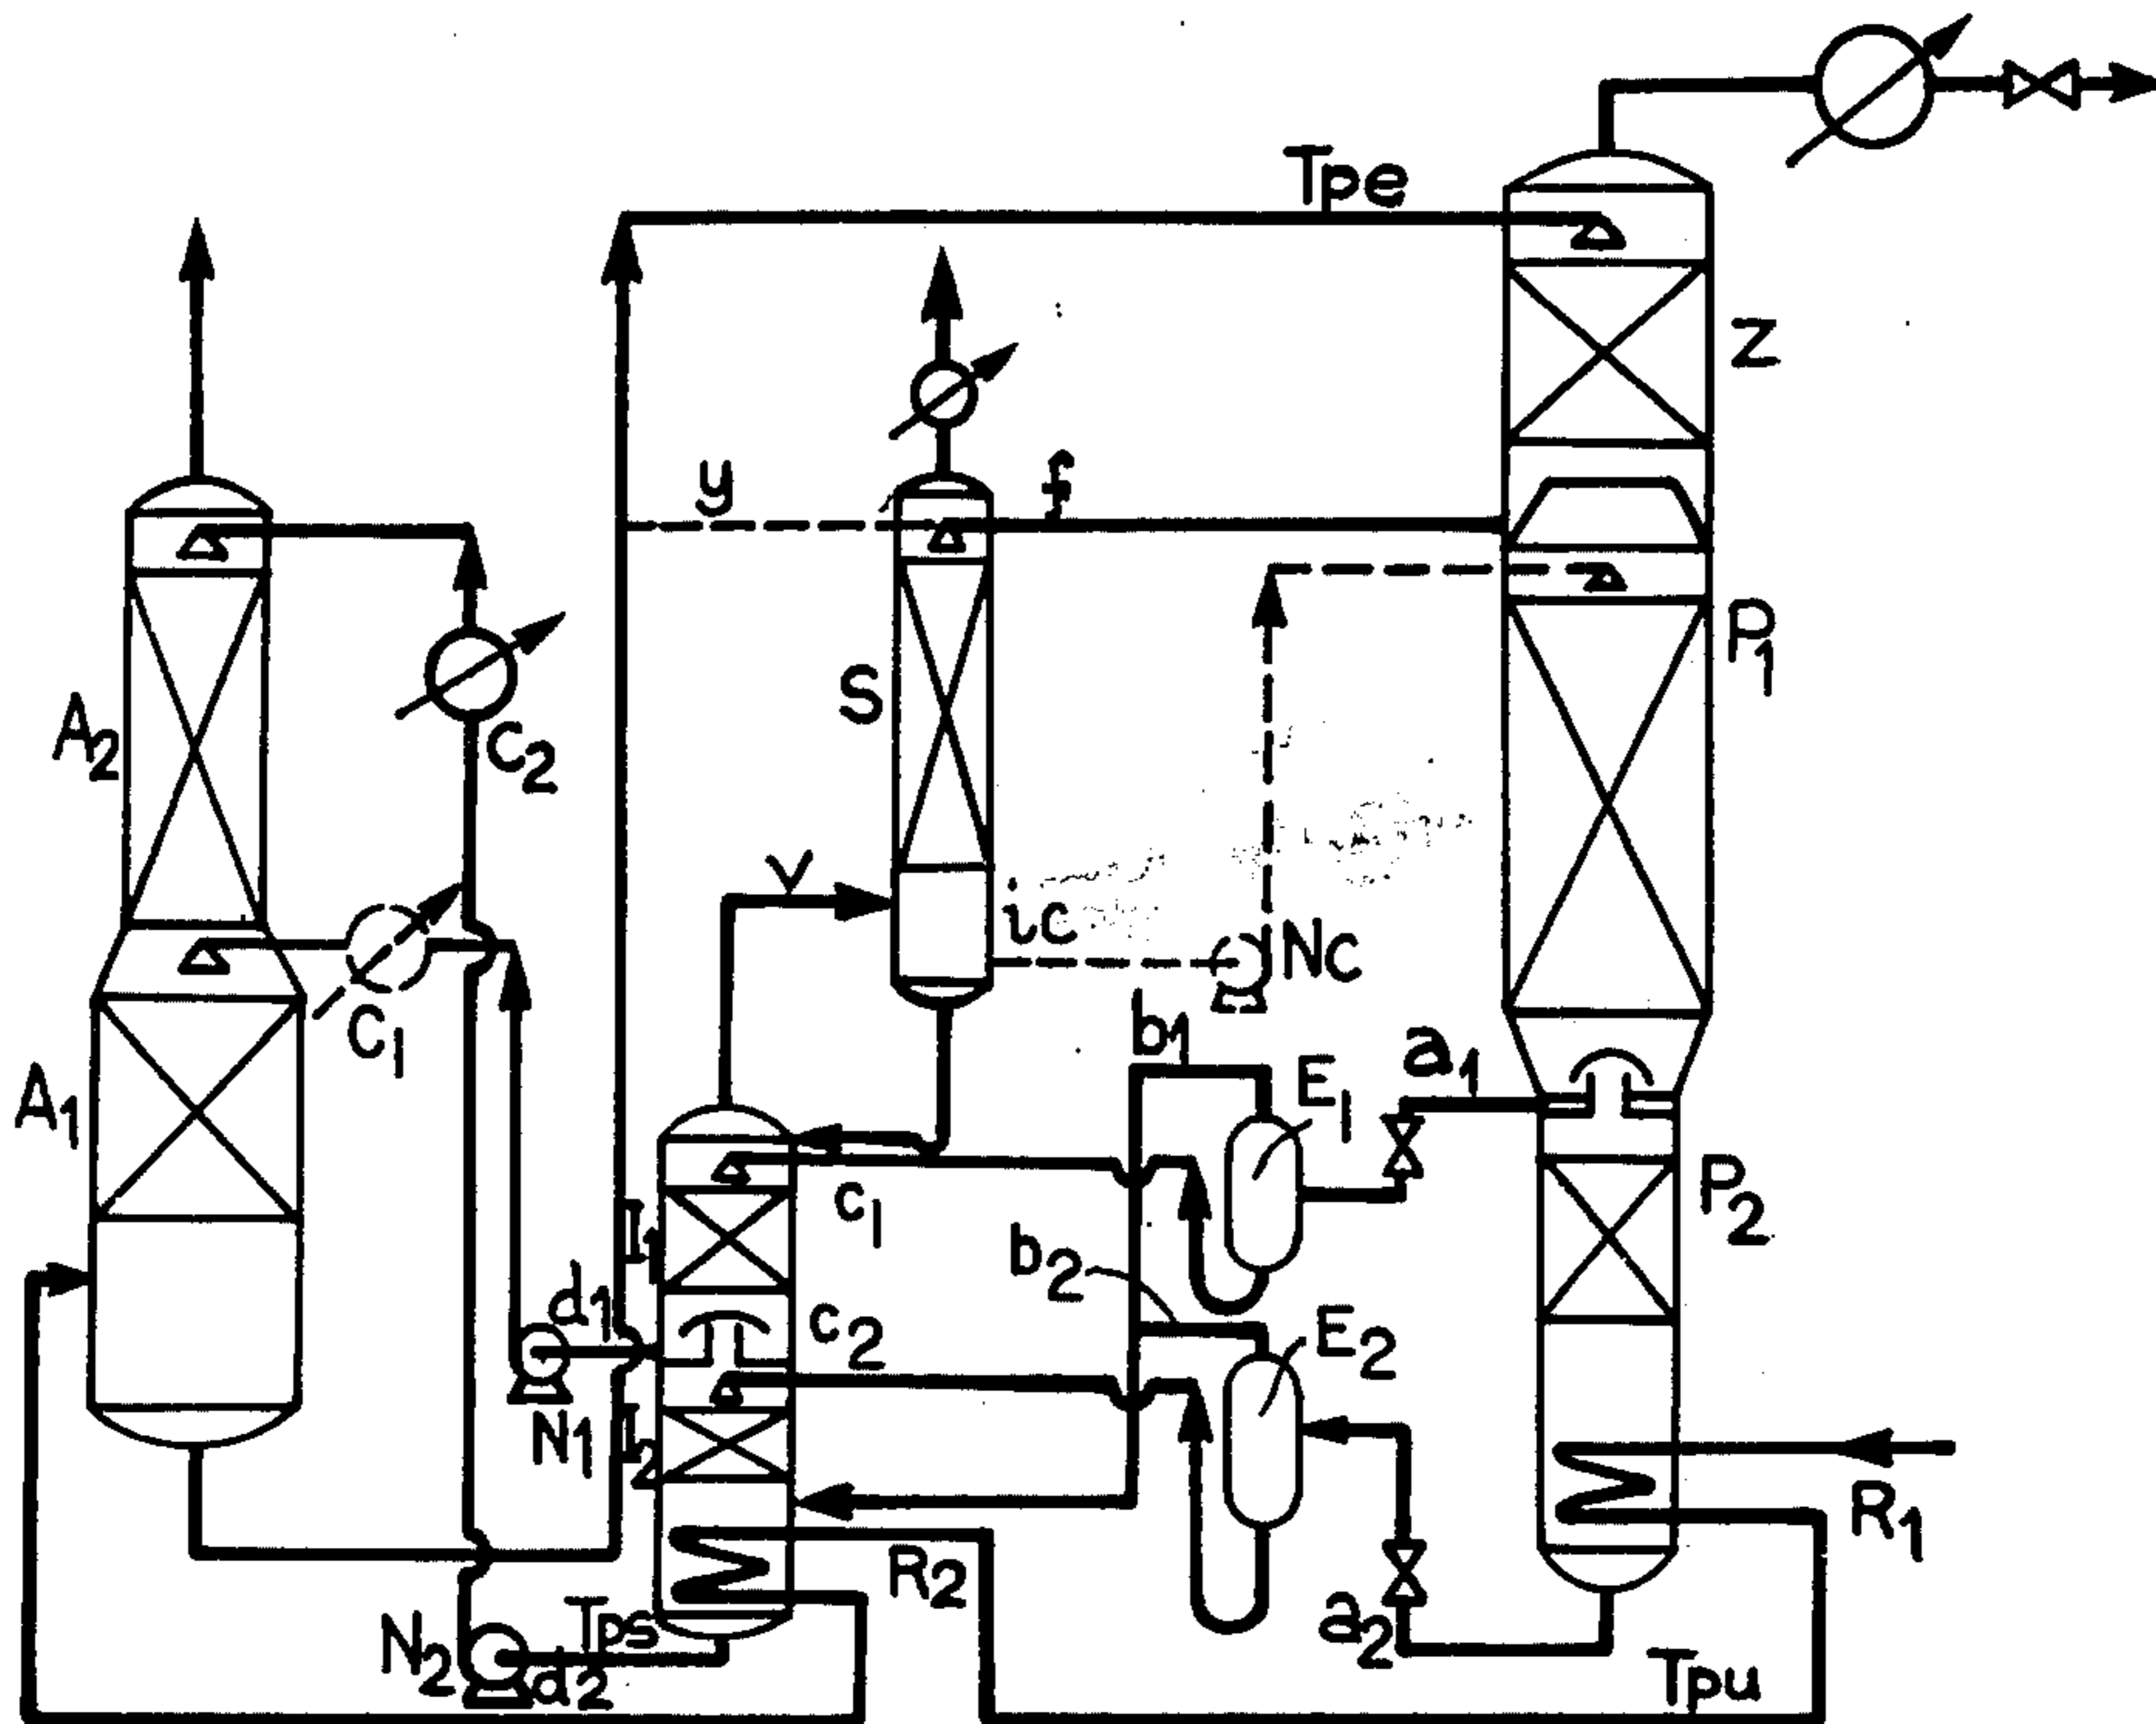 Tpe
Z
y
f
P1
S
A2
C2
V
ic
Nc
C1
b1
a1
E1
A1
P2
c1
I1
b2
d1
c2
E2
N1
I2
R1
R2
Tps
N2
d2
a2
Tpu